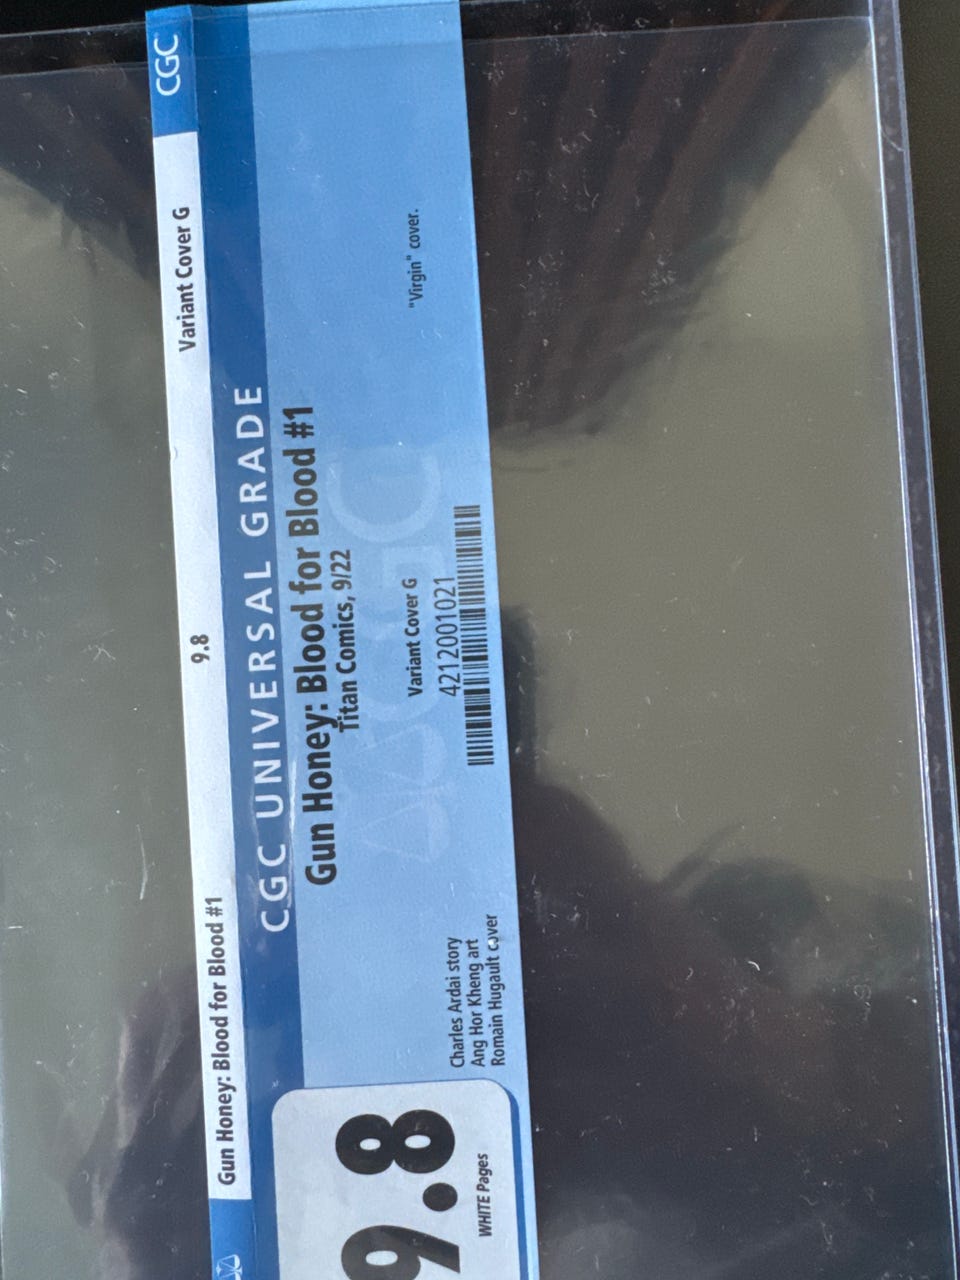 Gun Honey: Blood for Blood #1
9.8
Variant Cover G
CGC
CGC UNIVERSAL GRADE
9.8
WHITE Pages
Gun Honey: Blood for Blood #1
Titan Comics, 9/22
Variant Cover G
4212001021
Charles Ardai story
Ang Hor Kheng art
Romain Hugault cover
"Virgin" cover.
CGC